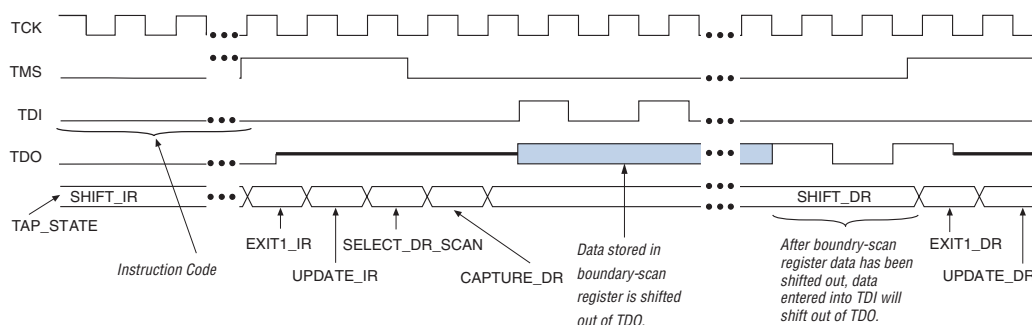 TCK
TMS
TDI
TDO
SHIFT_IR
SHIFT_DR
TAP_STATE
EXIT1_IR
SELECT_DR_SCAN
EXIT1_DR
Instruction Code
UPDATE_IR
CAPTURE_DR
UPDATE_DR
Data stored in
boundary-scan
register is shifted
out of TDO.
After boundry-scan
register data has been
shifted out, data
entered into TDI will
shift out of TDO.